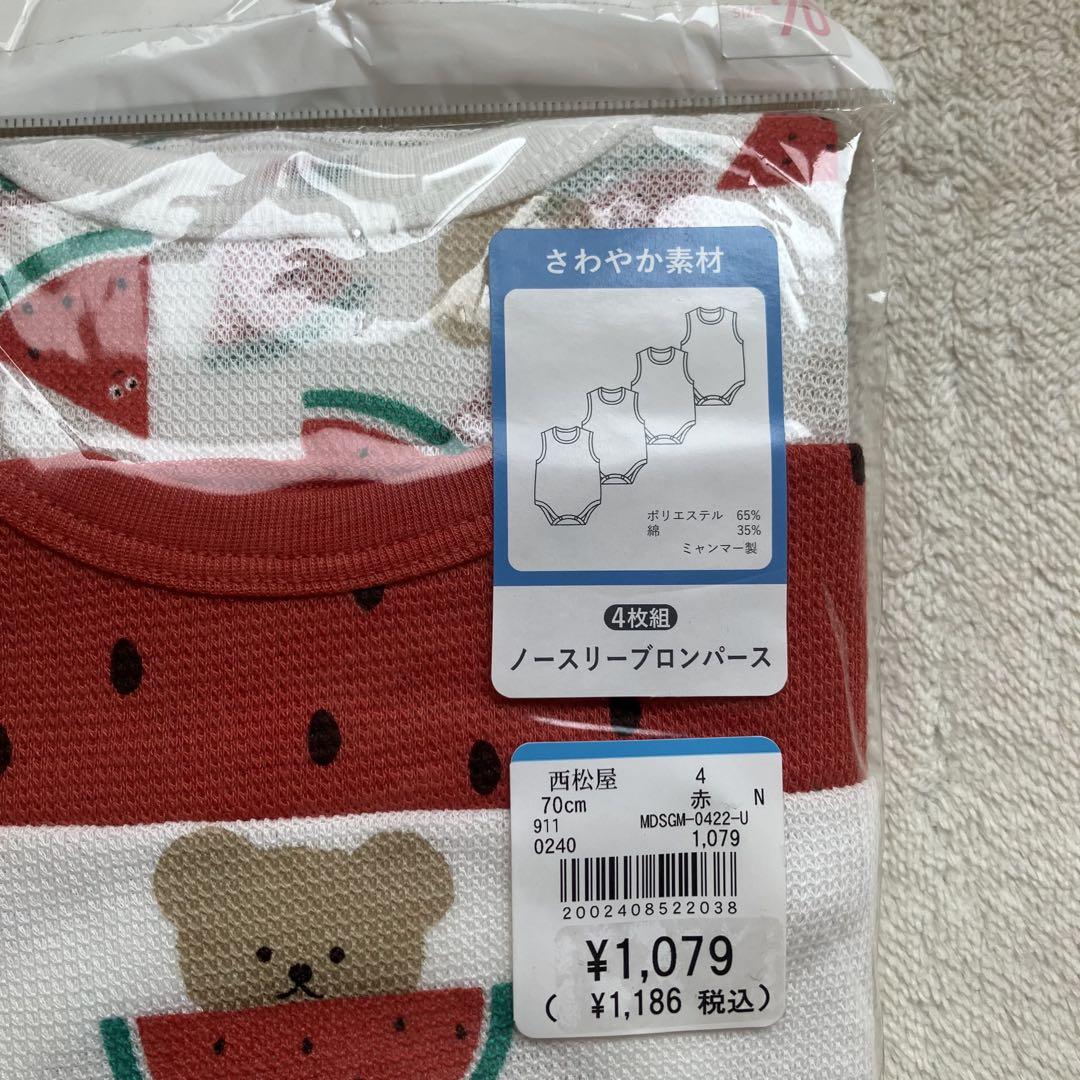 SIZE 70
さわやか素材
ポリエステル 65%
綿 35%
ミャンマー製
4枚組
ノースリーブロンパース
西松屋 4
70cm 赤 N
911 MDSGM-0422-U
0240 1,079
2002408522038
¥1,079
( ¥1,186 税込)